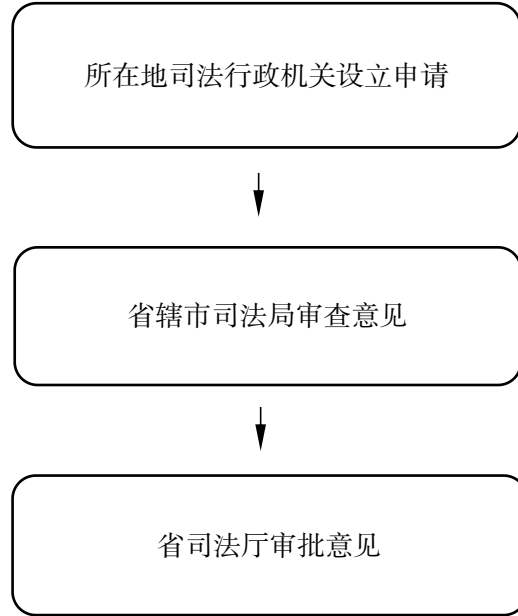 所在地司法行政机关设立申请
省辖市司法局审查意见
省司法厅审批意见